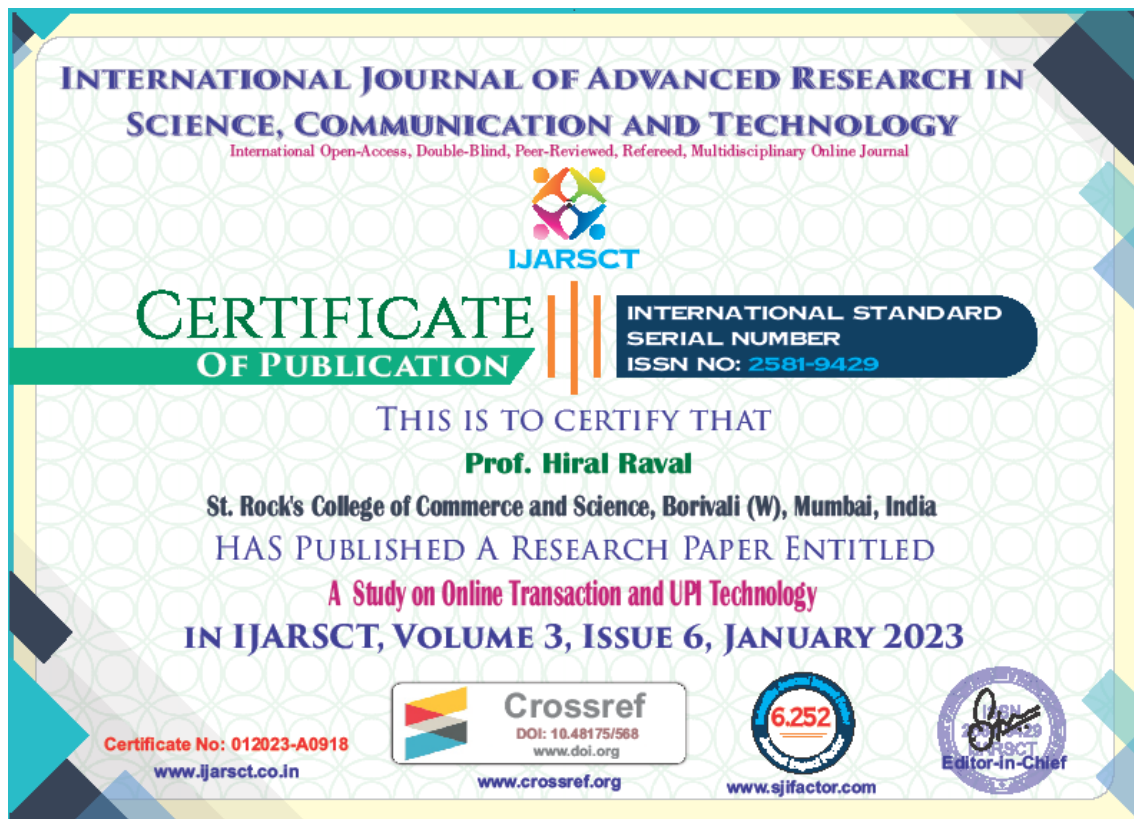 INTERNATIONAL JOURNAL OF ADVANCED RESEARCH IN
SCIENCE, COMMUNICATION AND TECHNOLOGY
International Open-Access, Double-Blind, Peer-Reviewed, Refereed, Multidisciplinary Online Journal
IJARSCT
CERTIFICATE
OF PUBLICATION
INTERNATIONAL STANDARD
SERIAL NUMBER
ISSN NO: 2581-9429
THIS IS TO CERTIFY THAT
Prof. Hiral Raval
St. Rock's College of Commerce and Science, Borivali (W), Mumbai, India
HAS PUBLISHED A RESEARCH PAPER ENTITLED
A Study on Online Transaction and UPI Technology
IN IJARSCT, VOLUME 3, ISSUE 6, JANUARY 2023
Certificate No: 012023-A0918
www.ijarsct.co.in
Crossref
DOI: 10.48175/568
www.doi.org
www.crossref.org
6.252
www.sjifactor.com
ISSN
IJARSCT
Editor-in-Chief